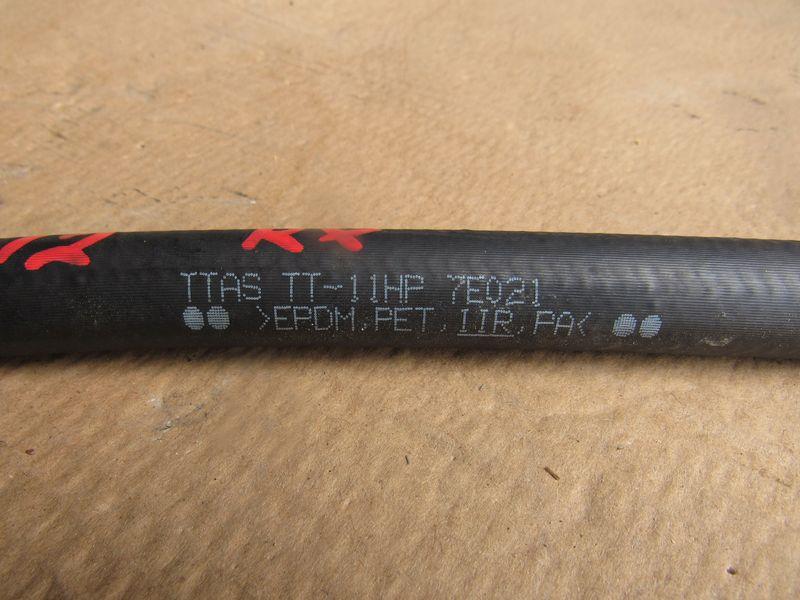 TTAS TT-11HP 7E021
>EPDM,PET,IIR,PA<